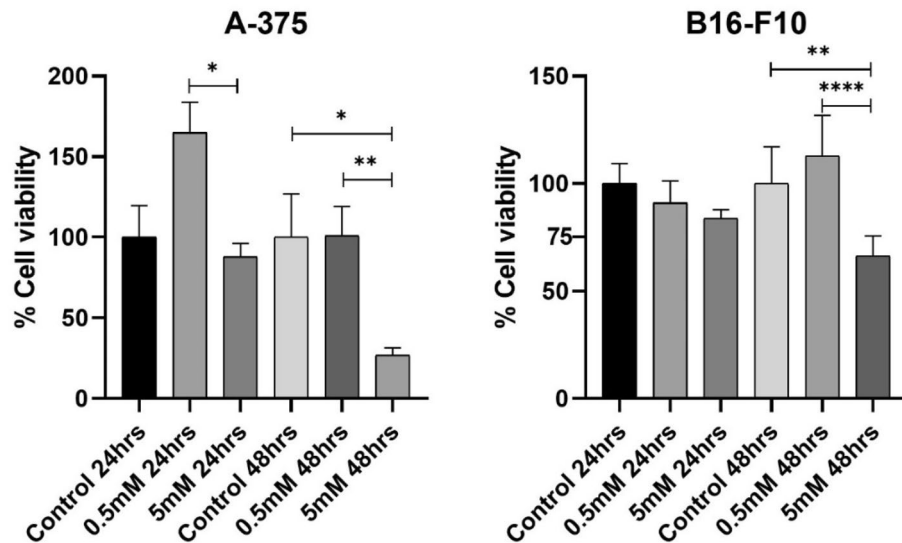 A-375
% Cell viability
200
150
100
50
0
*
*
**
Control 24hrs
0.5mM 24hrs
5mM 24hrs
Control 48hrs
0.5mM 48hrs
5mM 48hrs
B16-F10
% Cell viability
150
100
75
50
0
**
****
Control 24hrs
0.5mM 24hrs
5mM 24hrs
Control 48hrs
0.5mM 48hrs
5mM 48hrs